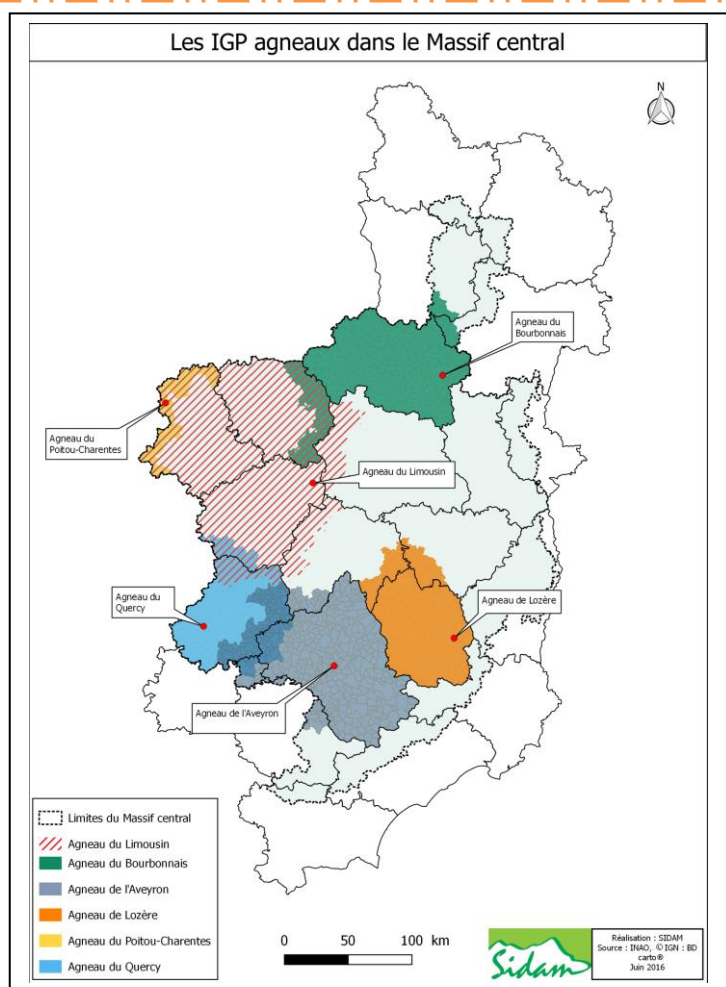 Les IGP agneaux dans le Massif central
N
Agneau du
Bourbonnais
Agneau du
Poitou-Charentes
Agneau du Limousin
Agneau du
Quercy
Agneau de Lozère
Agneau de l'Aveyron
Limites du Massif central
Agneau du Limousin
Agneau du Bourbonnais
Agneau de l'Aveyron
Agneau de Lozère
Agneau du Poitou-Charentes
Agneau du Quercy
0 50 100 km
Sidam
Réalisation : SIDAM
Source : INAO, © IGN : BD
carto®
Juin 2016